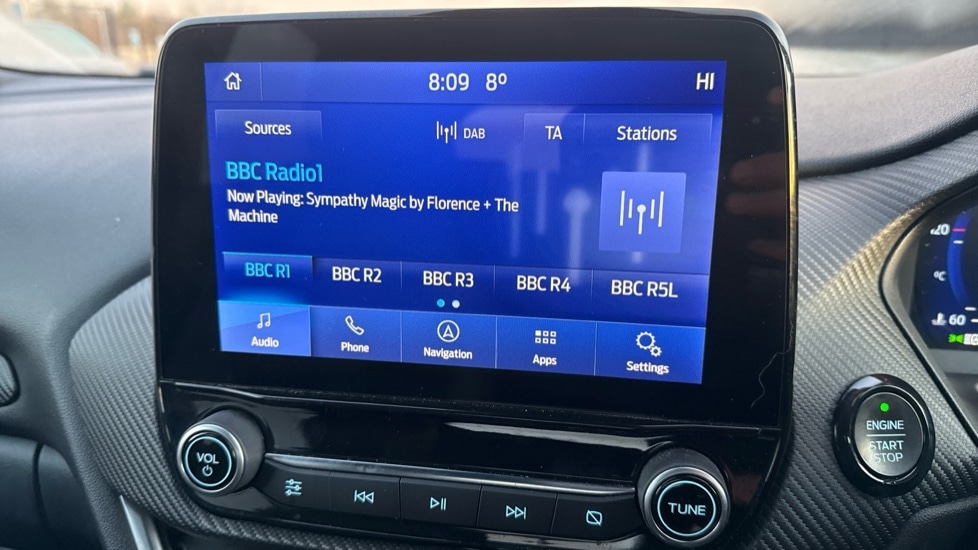 8:09 8° HI
Sources DAB TA Stations
BBC Radio1
Now Playing: Sympathy Magic by Florence + The
Machine
BBC R1 BBC R2 BBC R3 BBC R4 BBC R5L
Audio Phone Navigation Apps Settings
VOL
TUNE
ENGINE
START
STOP
°C
60